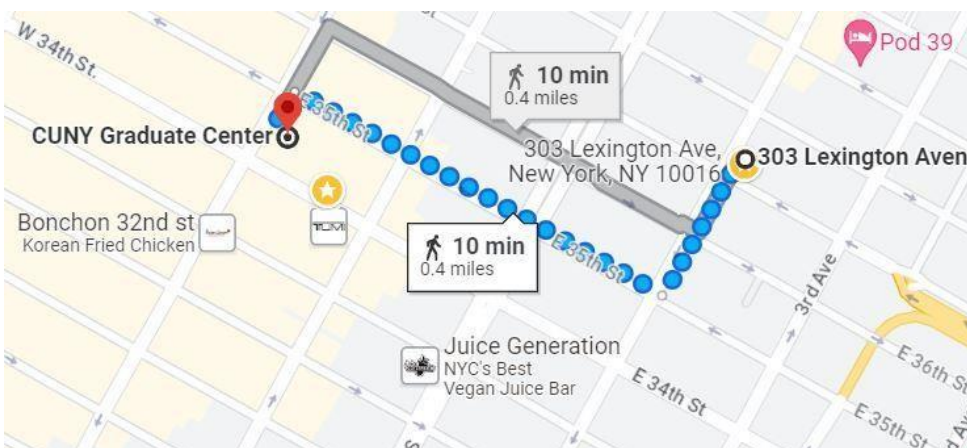 W 34th St.
Pod 39
10 min
0.4 miles
E 35th St
CUNY Graduate Center
303 Lexington Ave,
New York, NY 10016
303 Lexington Aven
Bonchon 32nd st
Korean Fried Chicken
TUMI
10 min
0.4 miles
E 35th St
3rd Ave
Juice Generation
NYC's Best
Vegan Juice Bar
E 36th St
E 34th St
E 35th St